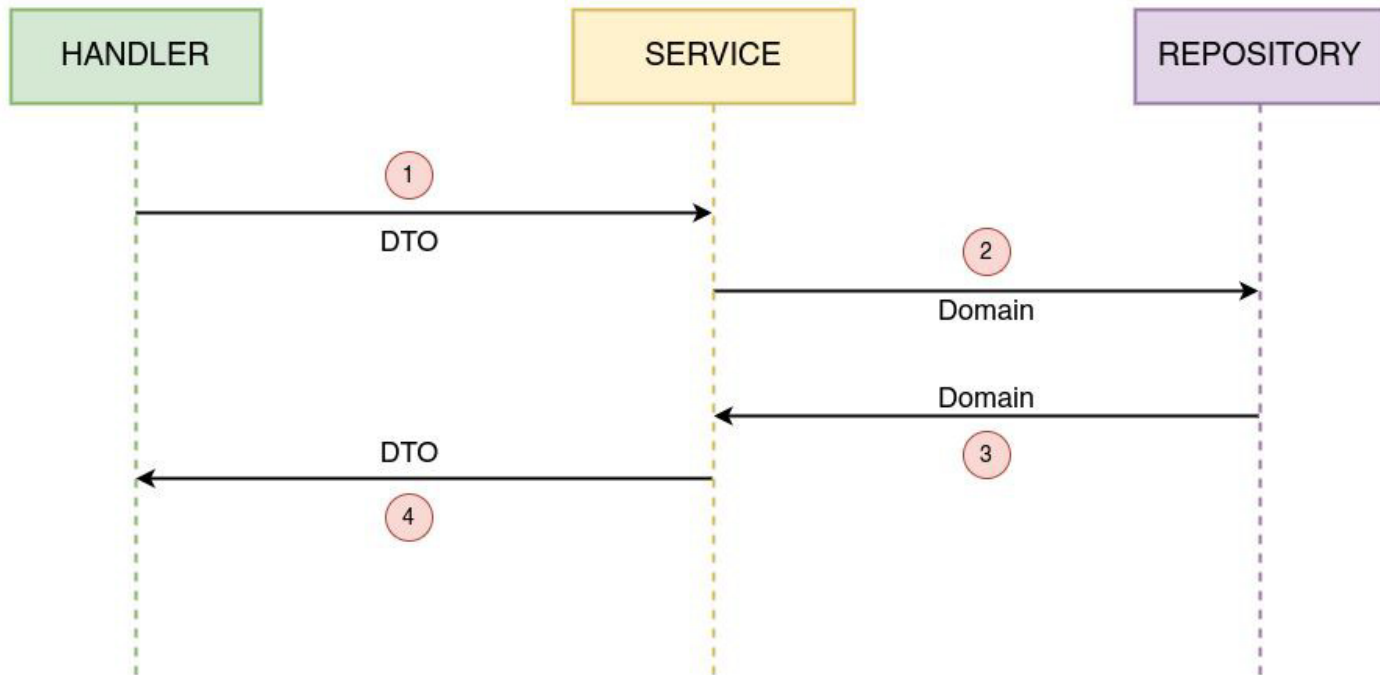 HANDLER
SERVICE
REPOSITORY
1
DTO
2
Domain
Domain
3
DTO
4